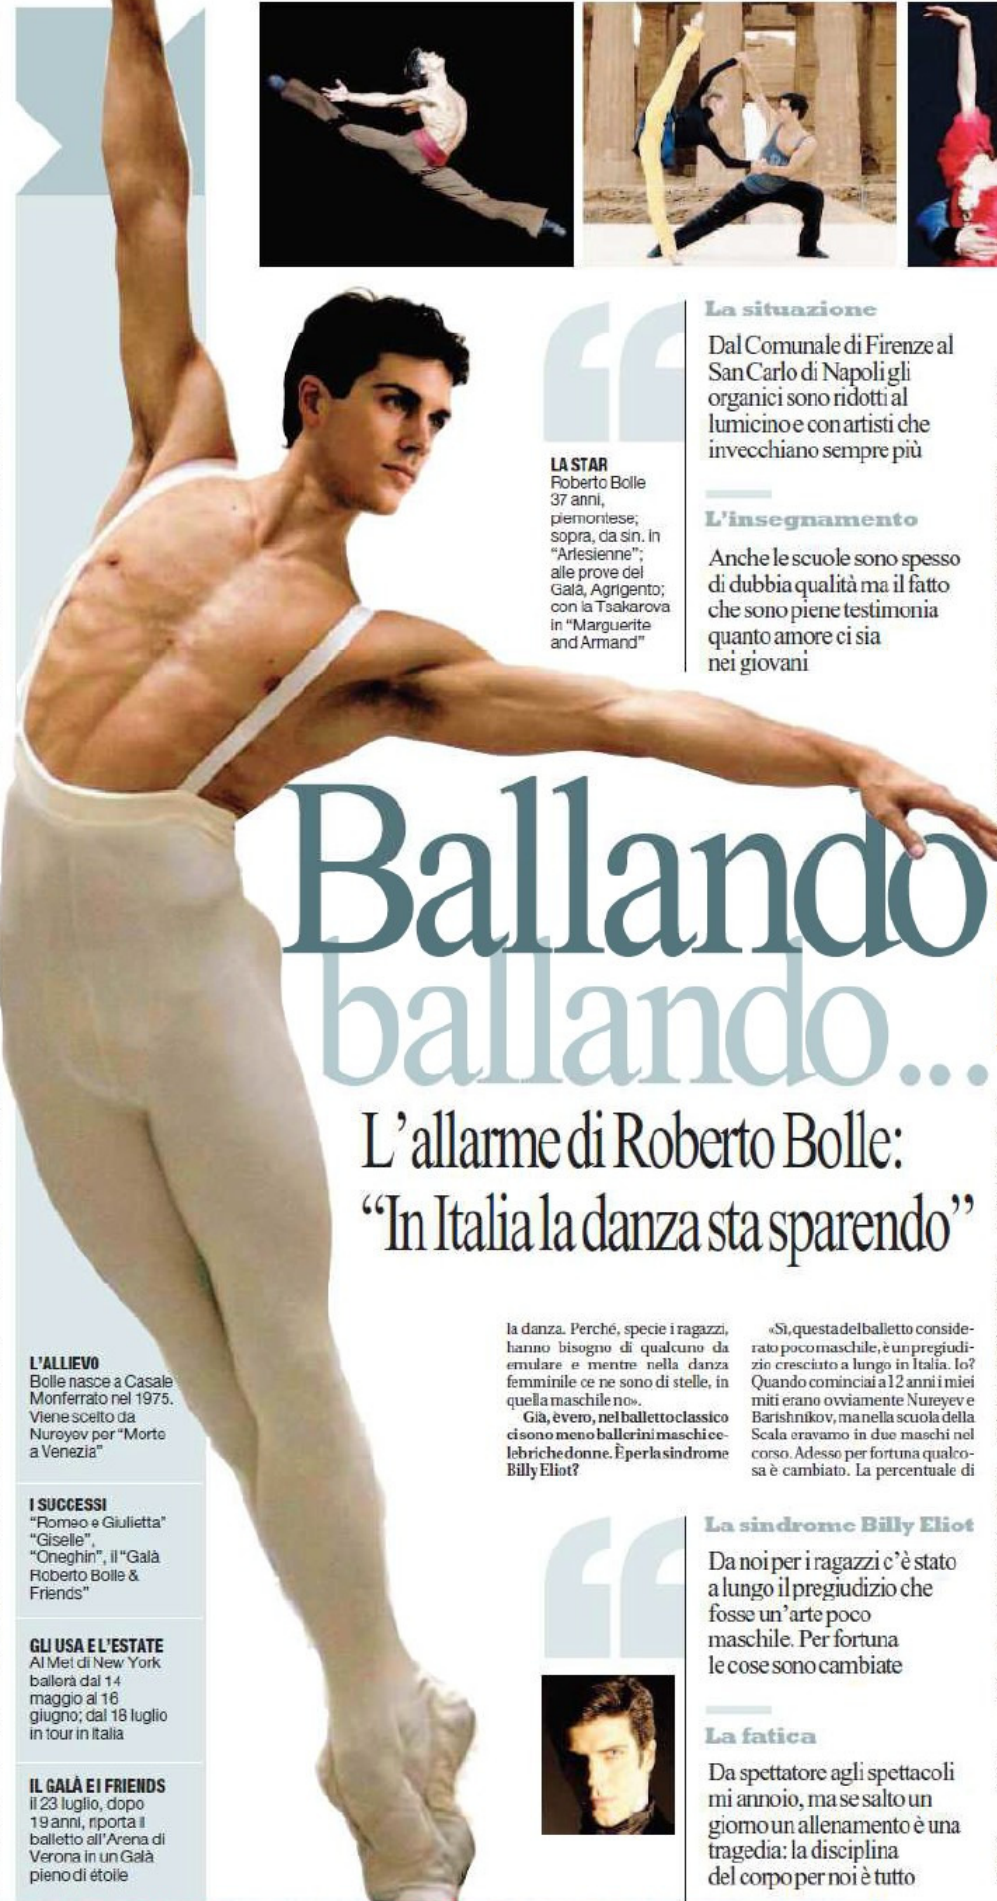 La situazione
Dal Comunale di Firenze al
San Carlo di Napoli gli
organici sono ridotti al
lumicino e con artisti che
invecchiano sempre più
LA STAR
Roberto Bolle
37 anni,
piemontese;
sopra, da sin. in
“Arlesienne”;
alle prove del
Galà, Agrigento;
con la Tsakarova
in “Marguerite
and Armand”
L'insegnamento
Anche le scuole sono spesso
di dubbia qualità ma il fatto
che sono piene testimonia
quanto amore ci sia
nei giovani
Ballando
ballando...
L'allarme di Roberto Bolle:
“In Italia la danza sta sparendo”
la danza. Perché, specie i ragazzi,
hanno bisogno di qualcuno da
emulare e mentre nella danza
femminile ce ne sono di stelle, in
quella maschile no».
Già, è vero, nel balletto classico
ci sono meno ballerini maschi ce-
lebri che donne. È per la sindrome
Billy Eliot?
«Sì, questa del balletto conside-
rato poco maschile, è un pregiudi-
zio cresciuto a lungo in Italia. Io?
Quando cominciai a 12 anni i miei
miti erano ovviamente Nureyev e
Barishnikov, ma nella scuola della
Scala eravamo in due maschi nel
corso. Adesso per fortuna qualco-
sa è cambiato. La percentuale di
L'ALLIEVO
Bolle nasce a Casale
Monferrato nel 1975.
Viene scelto da
Nureyev per “Morte
a Venezia”
I SUCCESSI
“Romeo e Giulietta”
“Giselle”,
“Oneghin”, il “Galà
Roberto Bolle &
Friends”
GLI USA E L'ESTATE
Al Met di New York
ballerà dal 14
maggio al 16
giugno; dal 18 luglio
in tour in Italia
IL GALÀ E I FRIENDS
il 23 luglio, dopo
19 anni, riporta il
balletto all'Arena di
Verona in un Galà
pieno di étoile
La sindrome Billy Eliot
Da noi per i ragazzi c'è stato
a lungo il pregiudizio che
fosse un'arte poco
maschile. Per fortuna
le cose sono cambiate
La fatica
Da spettatore agli spettacoli
mi annoio, ma se salto un
giorno un allenamento è una
tragedia: la disciplina
del corpo per noi è tutto